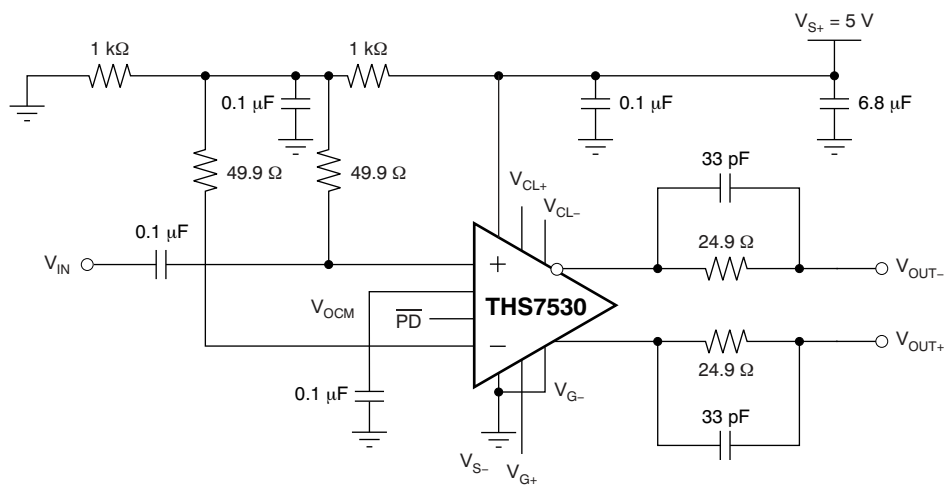 V_S+ = 5 V
1 kΩ
1 kΩ
0.1 µF
0.1 µF
6.8 µF
49.9 Ω
49.9 Ω
33 pF
V_CL+
V_CL−
0.1 µF
24.9 Ω
V_IN
+
V_OUT−
V_OCM
THS7530
PD
−
V_OUT+
24.9 Ω
0.1 µF
V_G−
33 pF
V_S−
V_G+